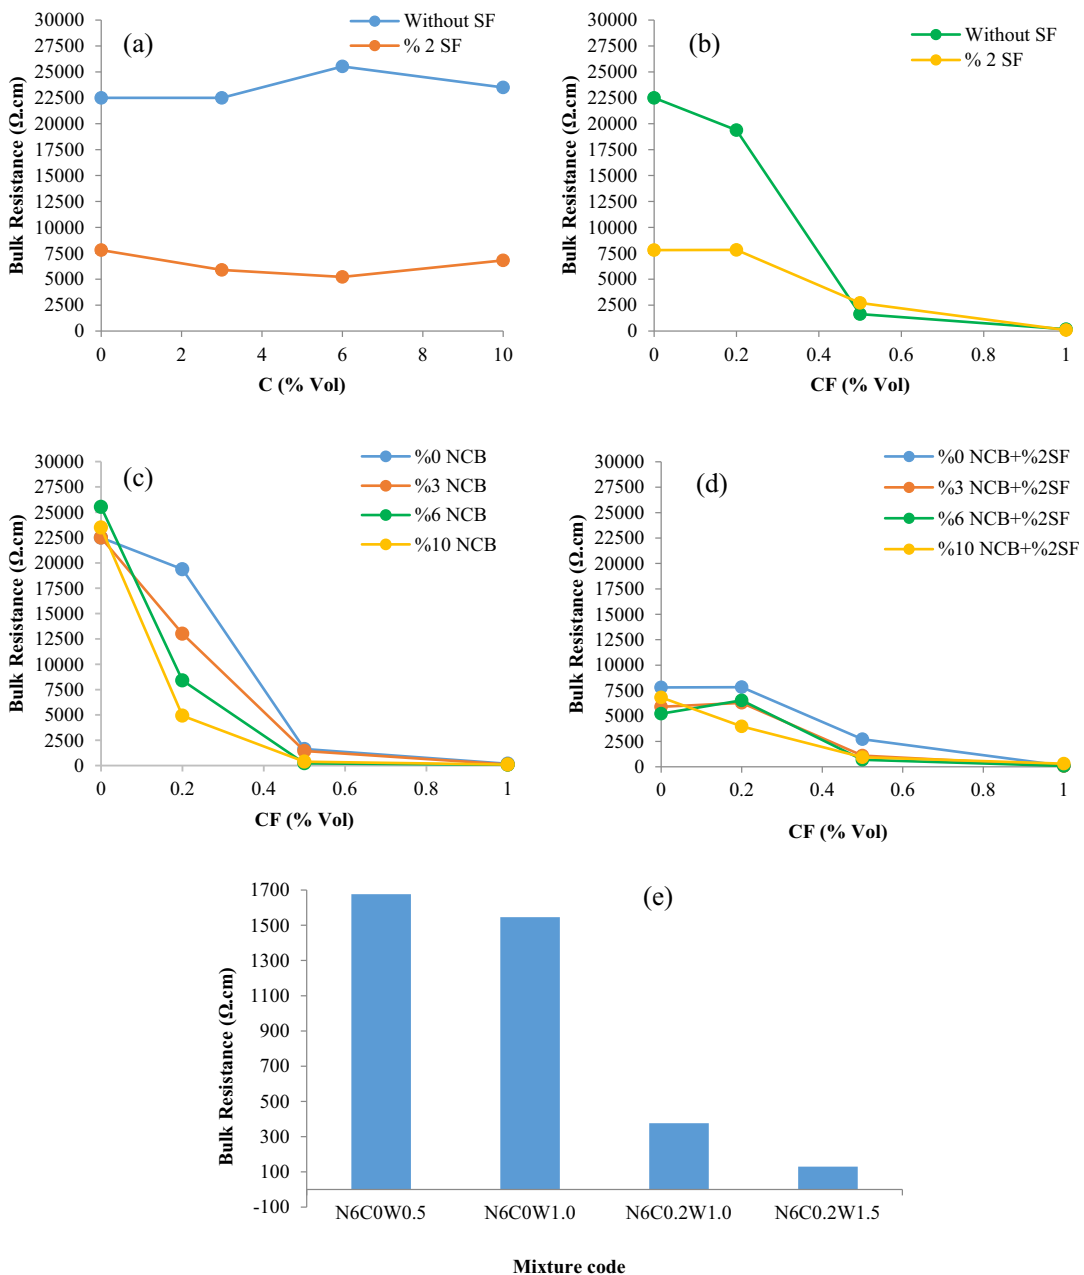 (a)
Without SF
% 2 SF
30000
27500
25000
22500
20000
17500
15000
12500
10000
7500
5000
2500
0
Bulk Resistance (Ω.cm)
0 2 4 6 8 10
C (% Vol)
(b)
Without SF
% 2 SF
30000
27500
25000
22500
20000
17500
15000
12500
10000
7500
5000
2500
0
Bulk Resistance (Ω.cm)
0 0.2 0.4 0.6 0.8 1
CF (% Vol)
(c)
%0 NCB
%3 NCB
%6 NCB
%10 NCB
30000
27500
25000
22500
20000
17500
15000
12500
10000
7500
5000
2500
0
Bulk Resistance (Ω.cm)
0 0.2 0.4 0.6 0.8 1
CF (% Vol)
(d)
%0 NCB+%2SF
%3 NCB+%2SF
%6 NCB+%2SF
%10 NCB+%2SF
30000
27500
25000
22500
20000
17500
15000
12500
10000
7500
5000
2500
0
Bulk Resistance (Ω.cm)
0 0.2 0.4 0.6 0.8 1
CF (% Vol)
(e)
1700
1500
1300
1100
900
700
500
300
100
-100
Bulk Resistance (Ω.cm)
N6C0W0.5 N6C0W1.0 N6C0.2W1.0 N6C0.2W1.5
Mixture code